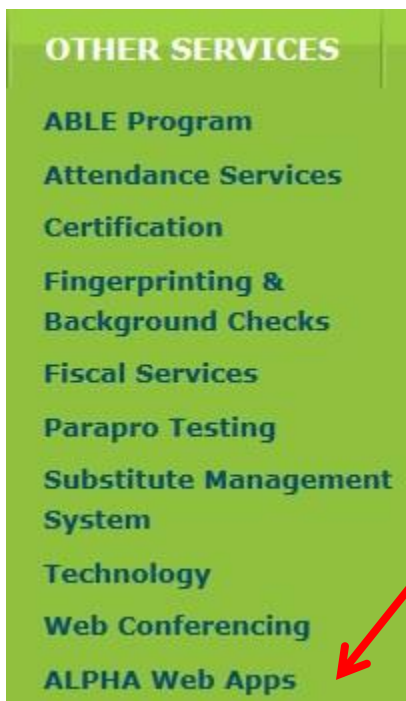 OTHER SERVICES
ABLE Program
Attendance Services
Certification
Fingerprinting &
Background Checks
Fiscal Services
Parapro Testing
Substitute Management
System
Technology
Web Conferencing
ALPHA Web Apps